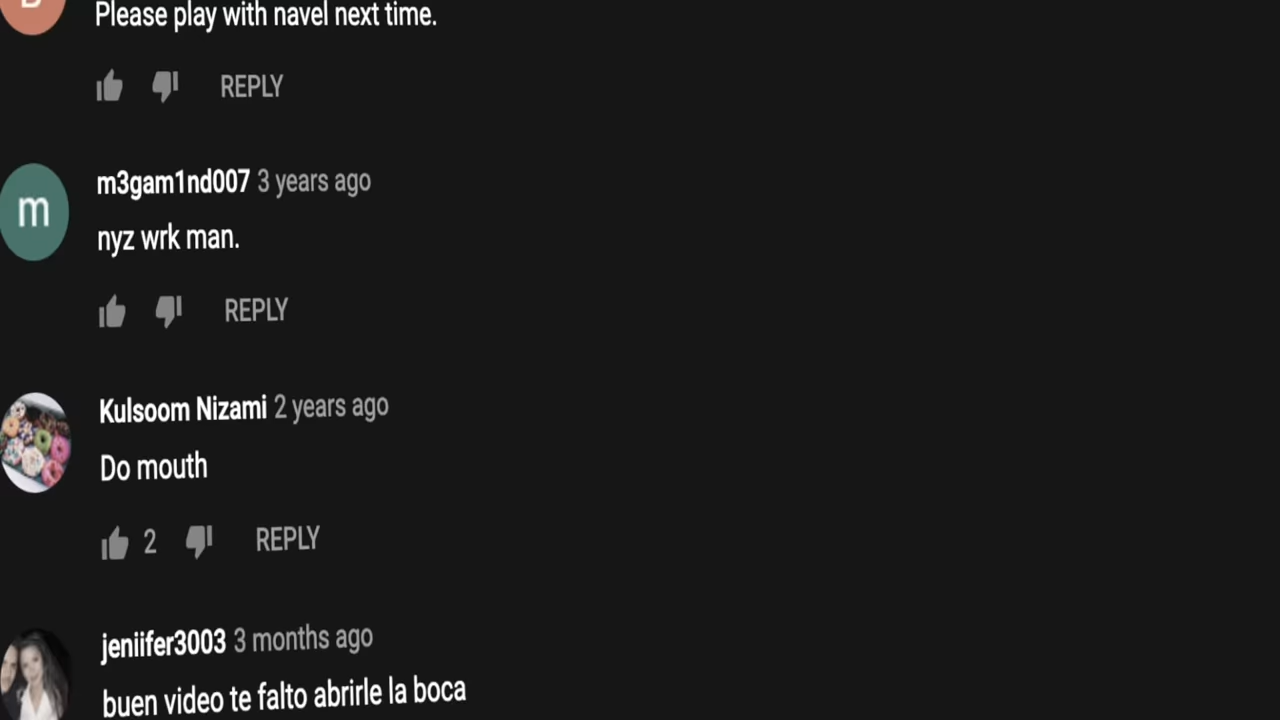 Please play with navel next time.
REPLY
m
m3gam1nd007 3 years ago
nyz wrk man.
REPLY
Kulsoom Nizami 2 years ago
Do mouth
2 REPLY
jeniifer3003 3 months ago
buen video te falto abrirle la boca